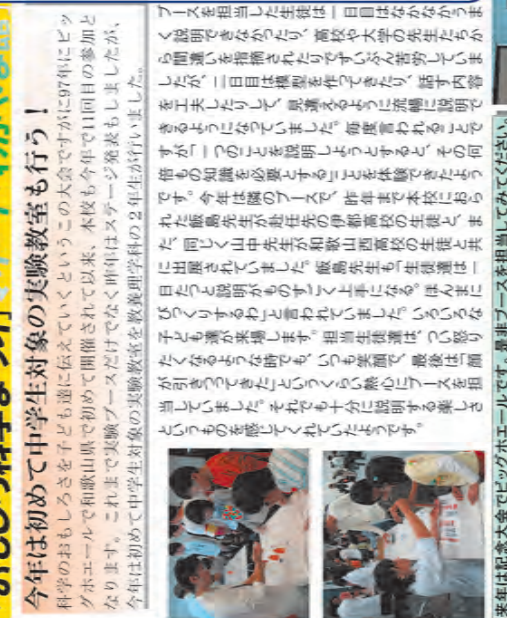 今年は初めて中学生対象の実験教室も行う！
科学のおもしろさを子ども達に伝えていくというこの大会ですがに97年にビッ
グホエールで和歌山県で初めて開催されて以来、本校も今年で11回目の参加と
なります。これまで実験ブースだけでなく昨年はステージ発表もしましたが、
今年は初めて中学生対象の実験教室を教養理学科の2年生が行いました。
ブースを担当した生徒は一日目はなかなかうま
く説明できなかったり、高校や大学の先生たちか
ら間違いを指摘されたりでずいぶん苦労していま
したが、二日目は模型を作ってきたり、話す内容
を工夫したりして、見違えるように流暢に説明で
きるようになっていました。毎度言われることで
すが「一つのことを説明しようとすると、その何
倍もの知識を必要とする」ことを体験できたよう
です。今年は隣のブースで、昨年まで本校におら
れた飯島先生が赴任先の伊都高校の生徒と、ま
た、同じく山中先生が和歌山西高校の生徒と共
に出展されていました。飯島先生も「生徒達は一
日たつと説明がものすごく上手になる。ほんまに
びっくりするわ」と言われていました。いろいろな
子ども達が来場します。担当生徒達は、つい怒り
たくなるような時でも、いつも笑顔で、最後は「顔
が引きつってきた」というくらい熱心にブースを担
当していました。それでも十分に説明する楽しさ
というものを感じてくれていたようです。
来年は記念大会でビッグホエールです。是非ブースを担当してみてください。